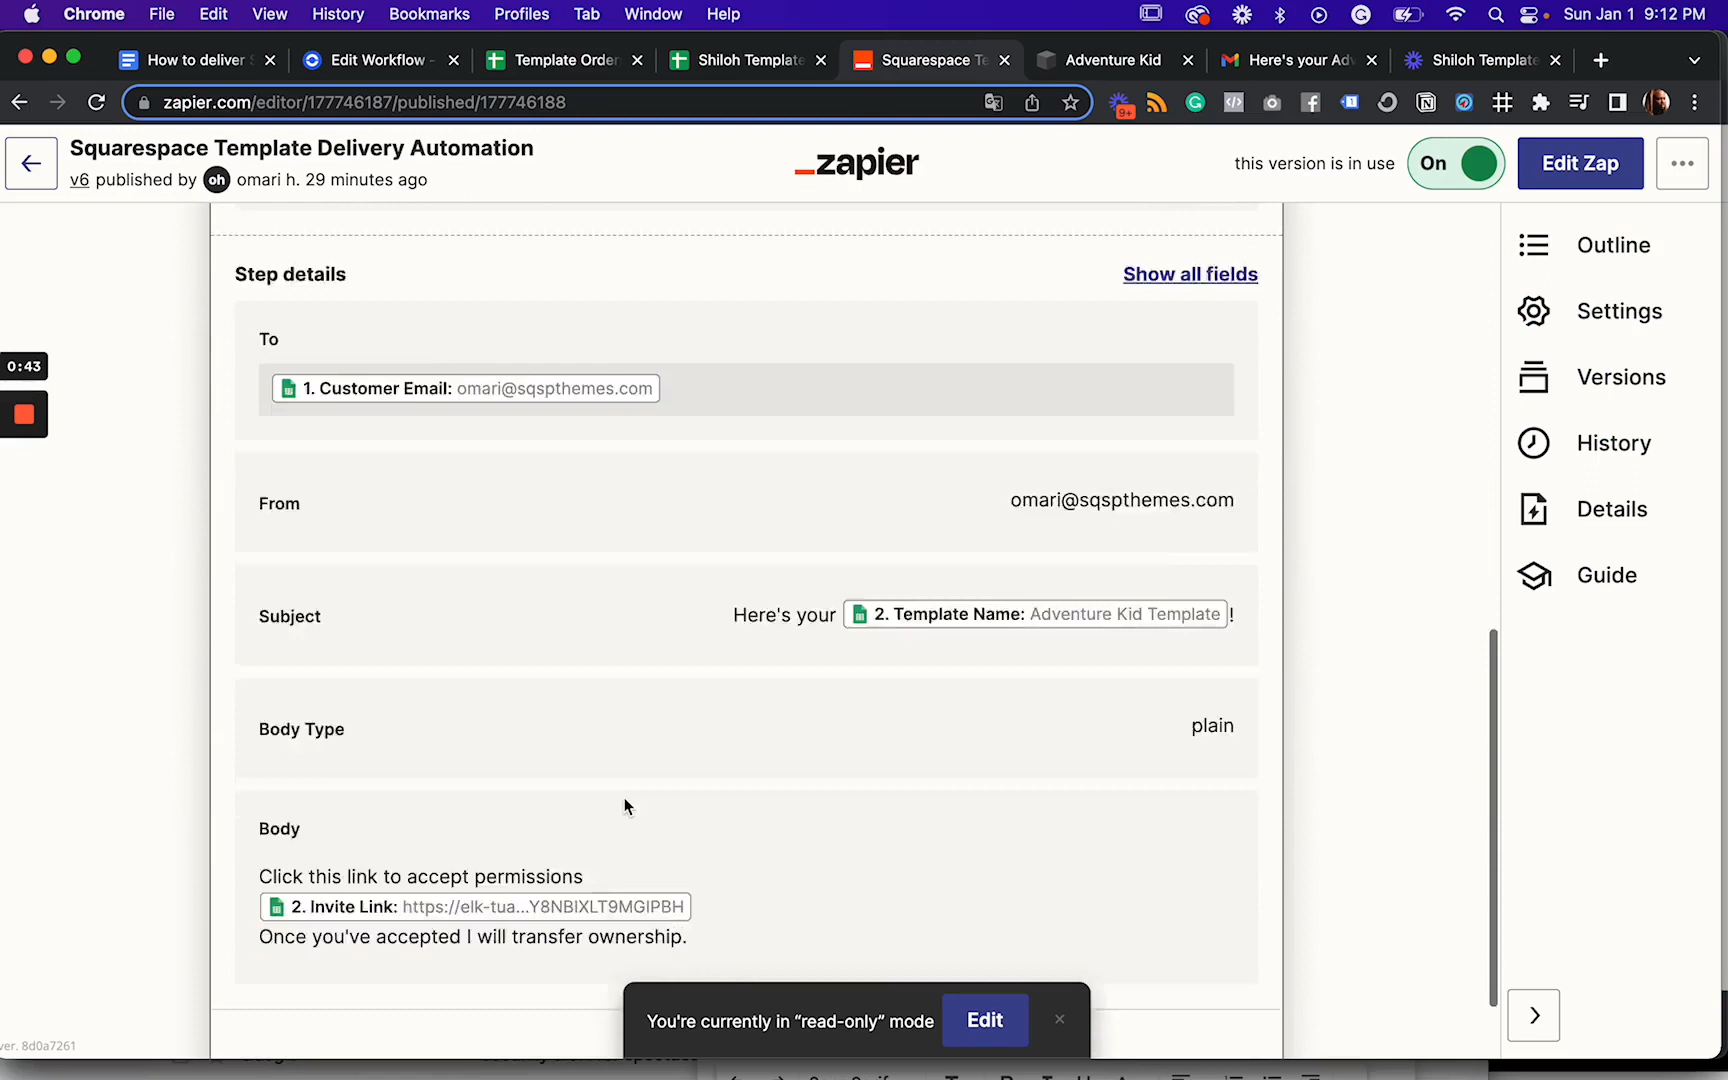 Chrome File Edit View History Bookmarks Profiles Tab Window Help Sun Jan 1 9:12 PM
How to deliver Edit Workflow - Template Order Shiloh Template Squarespace Te Adventure Kid Here's your Adv Shiloh Template
zapier.com/editor/177746187/published/177746188
9+
Squarespace Template Delivery Automation
v6 published by oh omari h. 29 minutes ago
_zapier
this version is in use On Edit Zap
Outline
Settings
Versions
History
Details
Guide
0:43
Step details Show all fields
To
1. Customer Email: omari@sqspthemes.com
From omari@sqspthemes.com
Subject Here's your 2. Template Name: Adventure Kid Template !
Body Type plain
Body
Click this link to accept permissions
2. Invite Link: https://elk-tua...Y8NBIXLT9MGIPBH
Once you've accepted I will transfer ownership.
You're currently in “read-only” mode Edit
ver. 8d0a7261